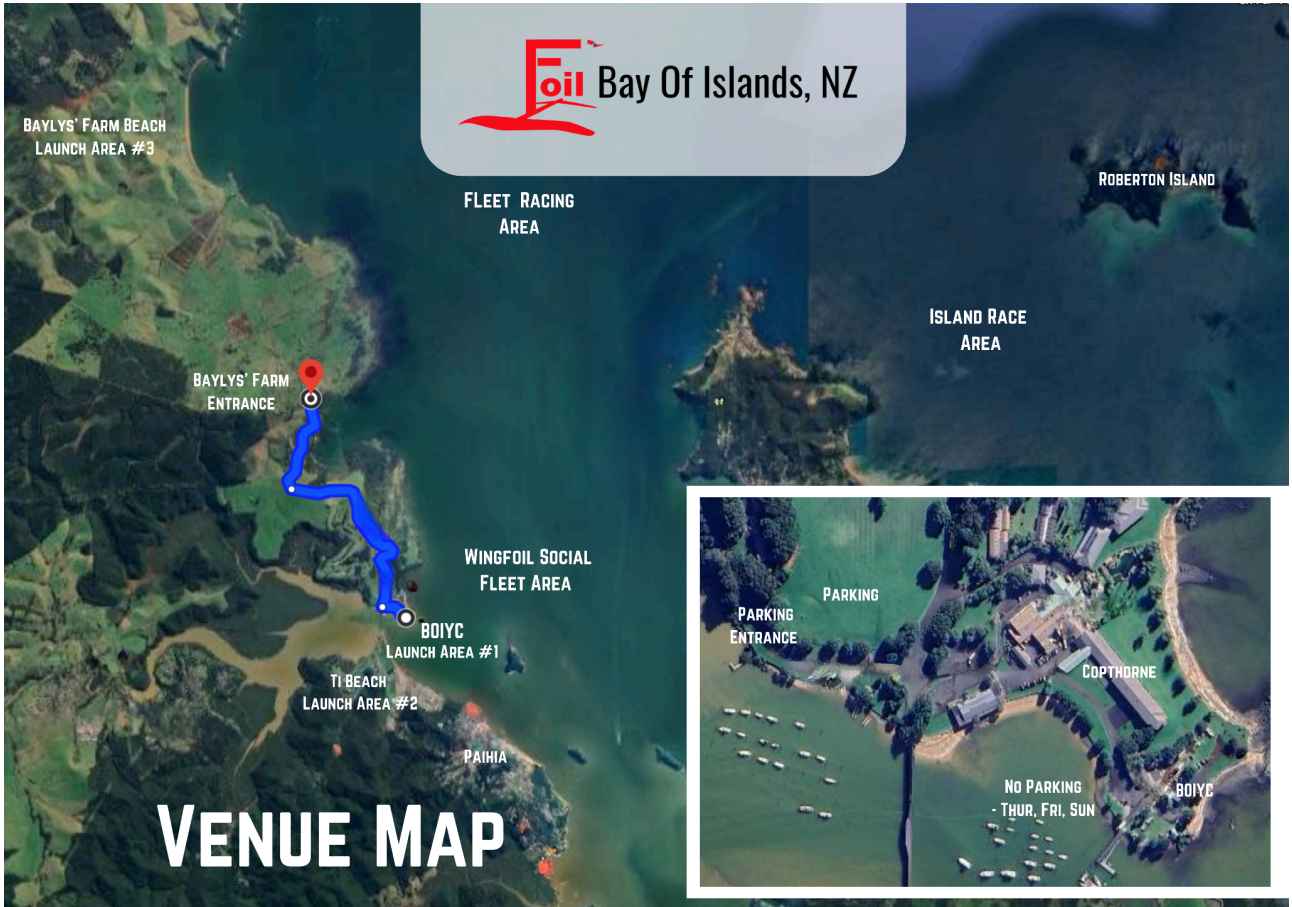 Foil Bay Of Islands, NZ
BAYLYS' FARM BEACH
LAUNCH AREA #3
FLEET RACING
AREA
ROBERTON ISLAND
ISLAND RACE
AREA
BAYLYS' FARM
ENTRANCE
WINGFOIL SOCIAL
FLEET AREA
BOIYC
LAUNCH AREA #1
TI BEACH
LAUNCH AREA #2
PAIHIA
VENUE MAP
PARKING
PARKING
ENTRANCE
COPTHORNE
NO PARKING
- THUR, FRI, SUN
BOIYC